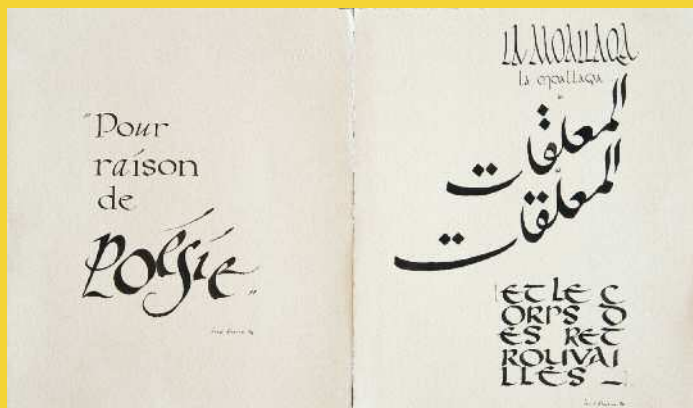 "Pour
raison
de
Poésie"
LA MOALLAQA
la moallaqa
المعلقات
المعلقات
ET LE C
ORPS D
ES RET
ROUVAI
LLES –